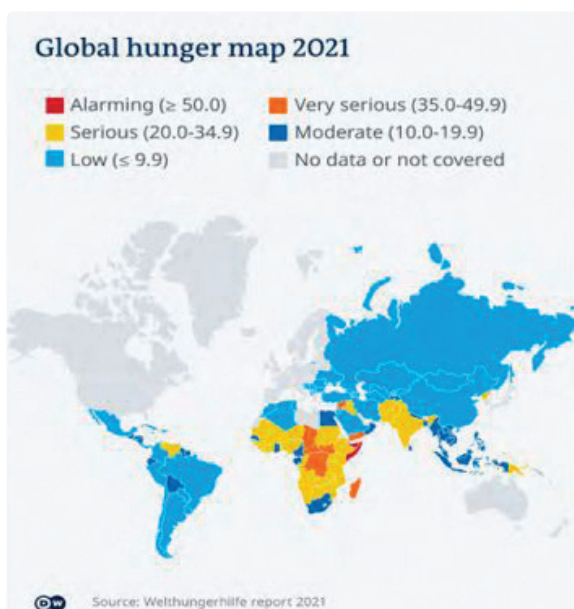 Global hunger map 2021
Alarming (≥ 50.0) Very serious (35.0-49.9)
Serious (20.0-34.9) Moderate (10.0-19.9)
Low (≤ 9.9) No data or not covered
DW Source: Welthungerhilfe report 2021